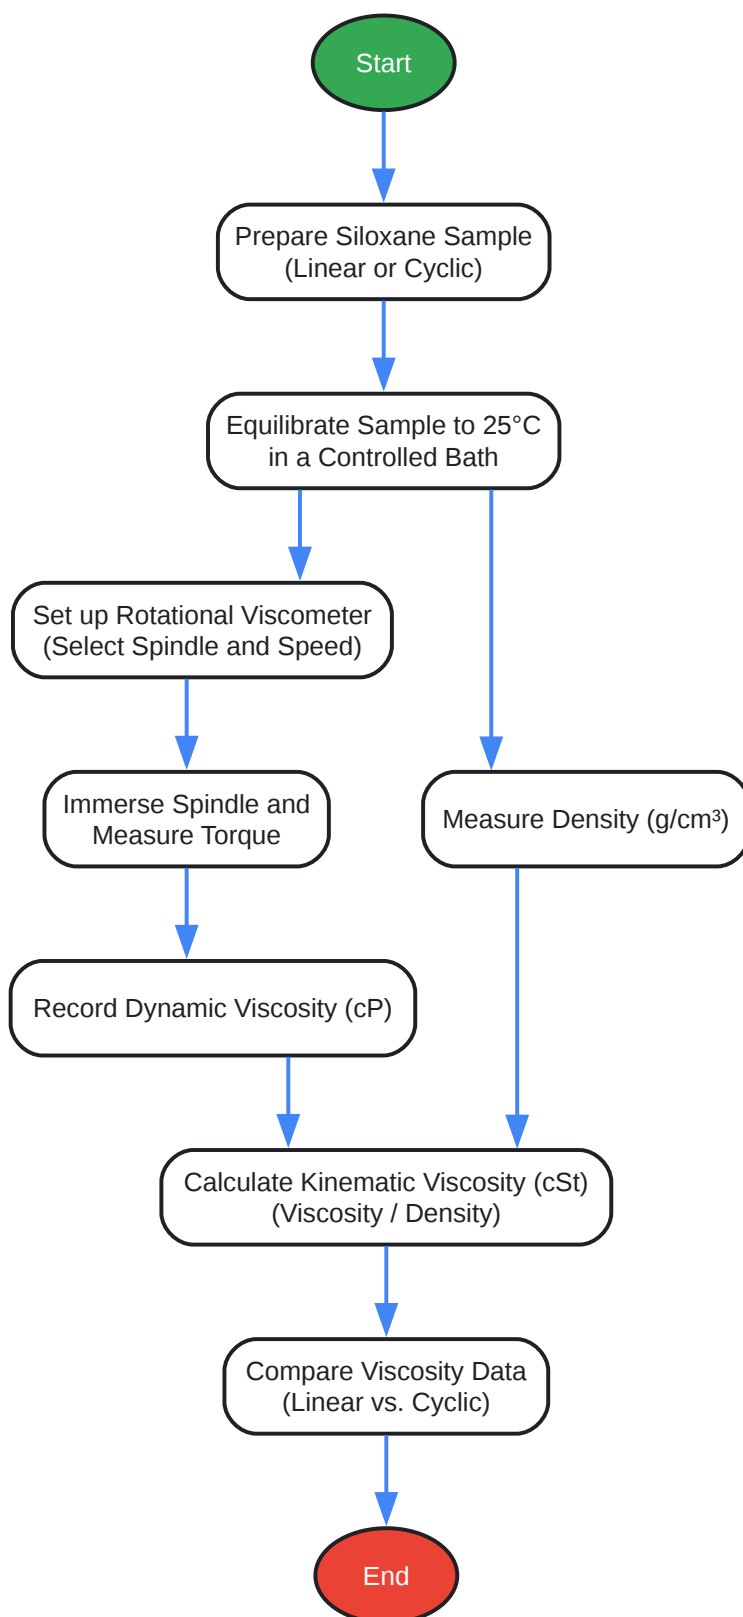 Start
Prepare Siloxane Sample
(Linear or Cyclic)
Equilibrate Sample to 25°C
in a Controlled Bath
Set up Rotational Viscometer
(Select Spindle and Speed)
Immerse Spindle and
Measure Torque
Measure Density (g/cm³)
Record Dynamic Viscosity (cP)
Calculate Kinematic Viscosity (cSt)
(Viscosity / Density)
Compare Viscosity Data
(Linear vs. Cyclic)
End